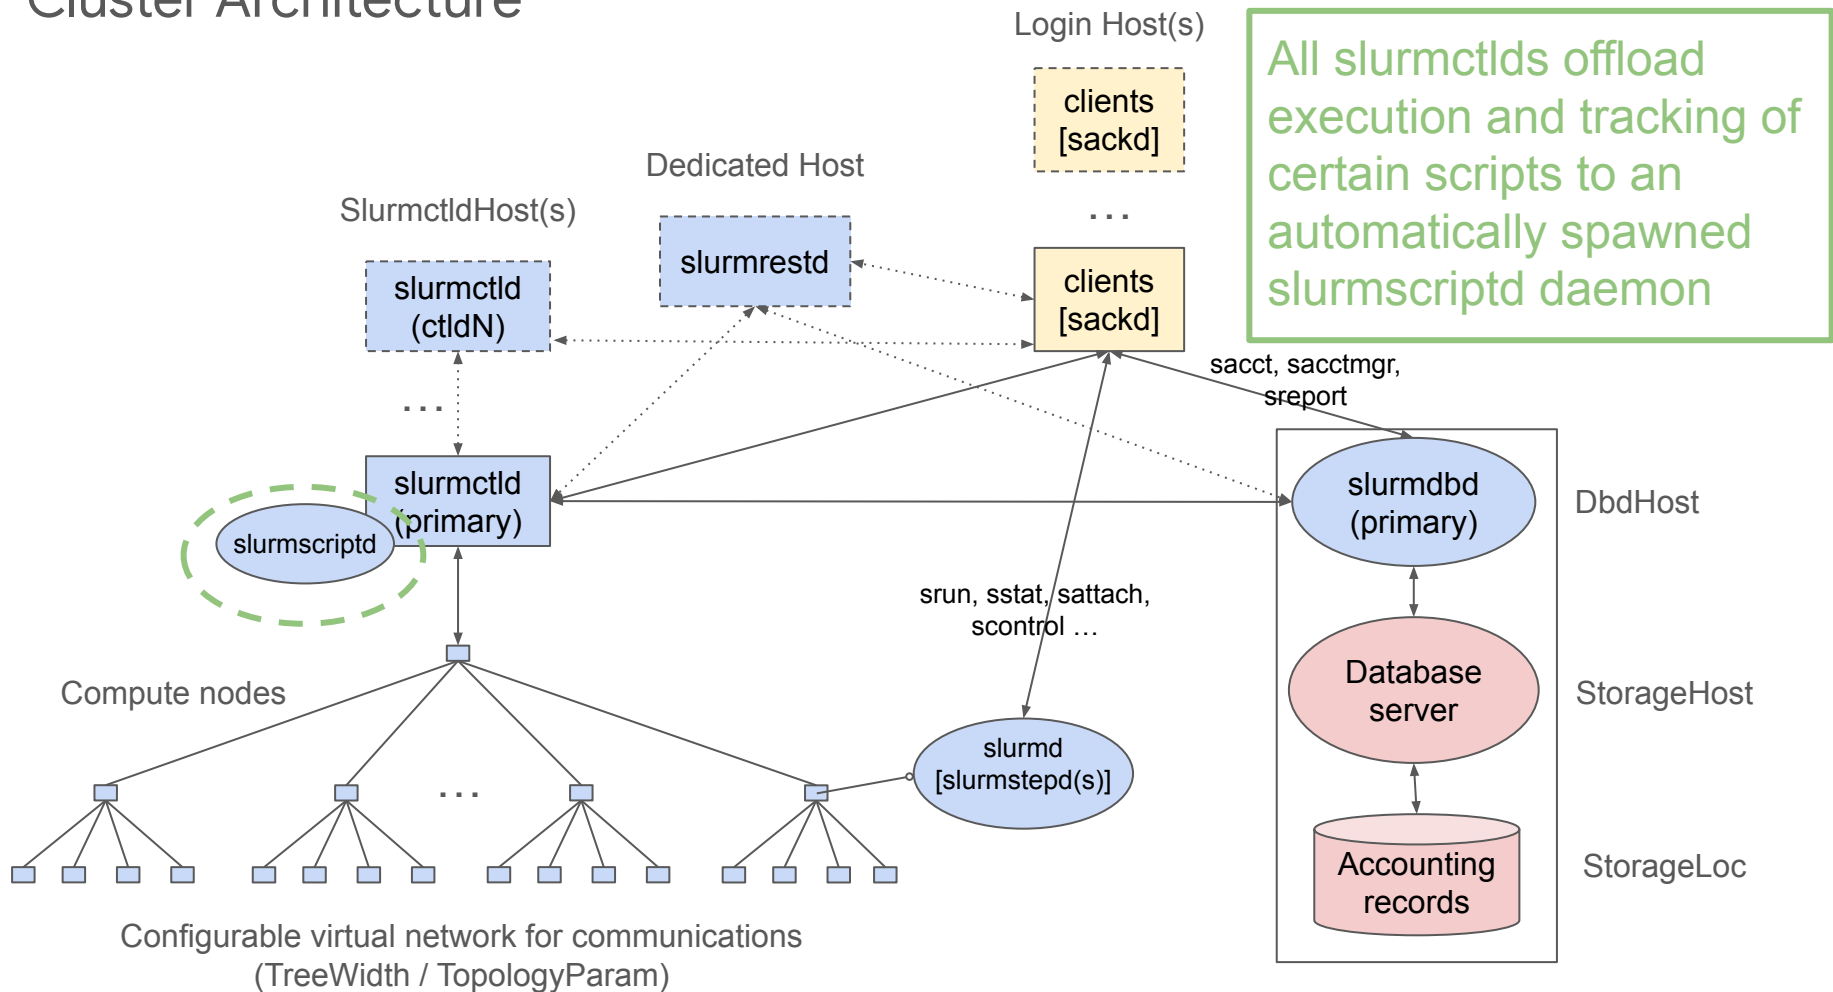 Cluster Architecture
Login Host(s)
clients
[sackd]
All slurmctlds offload
execution and tracking of
certain scripts to an
automatically spawned
slurmscriptd daemon
Dedicated Host
SlurmctldHost(s)
...
slurmrestd
clients
[sackd]
slurmctld
(ctldN)
sacct, sacctmgr,
sreport
...
slurmctld
(primary)
slurmscriptd
slurmdbd
(primary)
DbdHost
srun, sstat, sattach,
scontrol …
Compute nodes
Database
server
StorageHost
slurmd
[slurmstepd(s)]
...
Accounting
records
StorageLoc
Configurable virtual network for communications
(TreeWidth / TopologyParam)